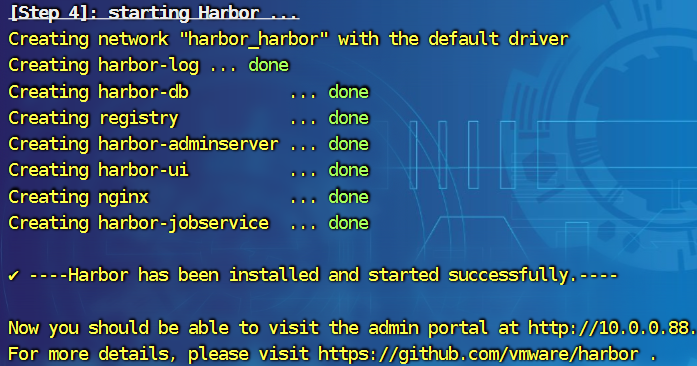 [Step 4]: starting Harbor ...
Creating network "harbor_harbor" with the default driver
Creating harbor-log ... done
Creating harbor-db ... done
Creating registry ... done
Creating harbor-adminserver ... done
Creating harbor-ui ... done
Creating nginx ... done
Creating harbor-jobservice ... done
✔ ----Harbor has been installed and started successfully.----
Now you should be able to visit the admin portal at http://10.0.0.88.
For more details, please visit https://github.com/vmware/harbor .